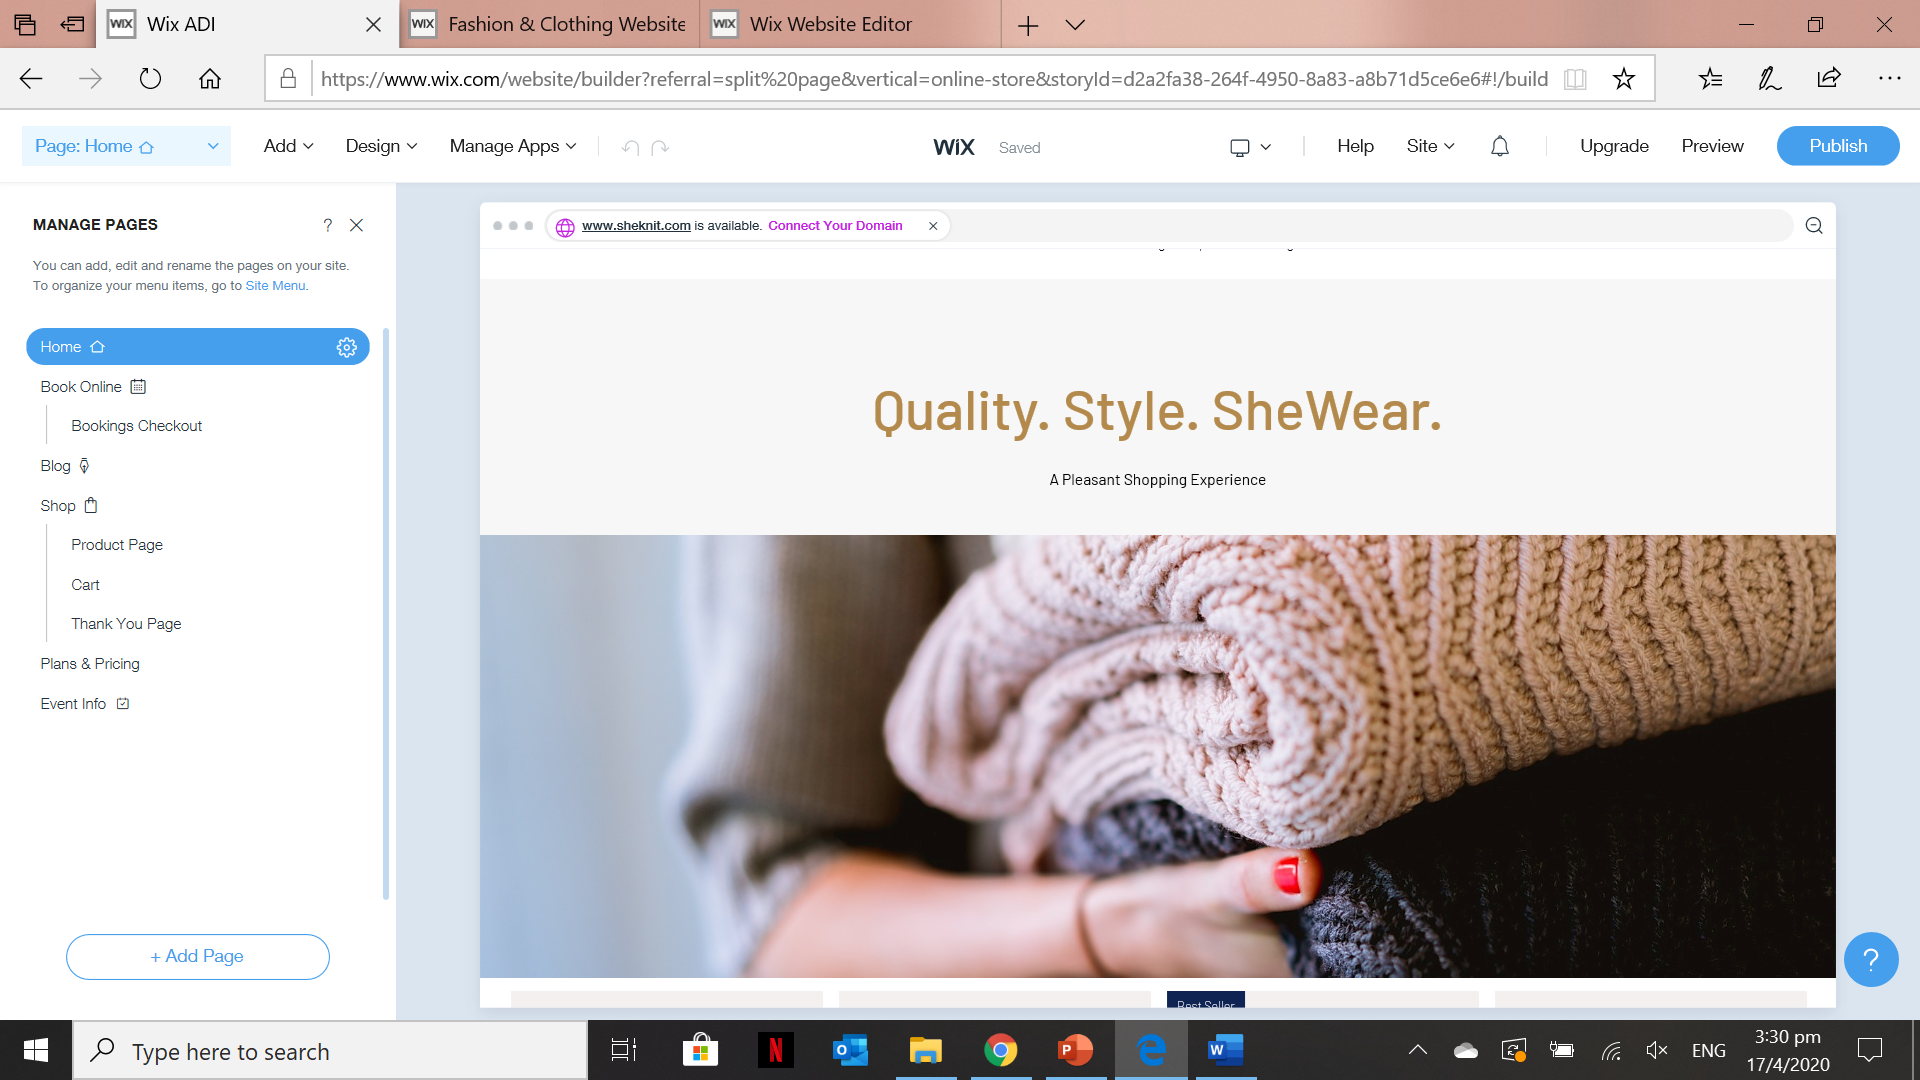 WIX Wix ADI
WIX Fashion & Clothing Website
WIX Wix Website Editor
https://www.wix.com/website/builder?referral=split%20page&vertical=online-store&storyId=d2a2fa38-264f-4950-8a83-a8b71d5ce6e6#!/build
Page: Home
Add
Design
Manage Apps
WiX
Saved
Help
Site
Upgrade
Preview
Publish
MANAGE PAGES
?
You can add, edit and rename the pages on your site.
To organize your menu items, go to Site Menu.
Home
Book Online
Bookings Checkout
Blog
Shop
Product Page
Cart
Thank You Page
Plans & Pricing
Event Info
+ Add Page
www.sheknit.com is available. Connect Your Domain
Quality. Style. SheWear.
A Pleasant Shopping Experience
Best Seller
?
Type here to search
N
O
P
W
ENG
3:30 pm
17/4/2020